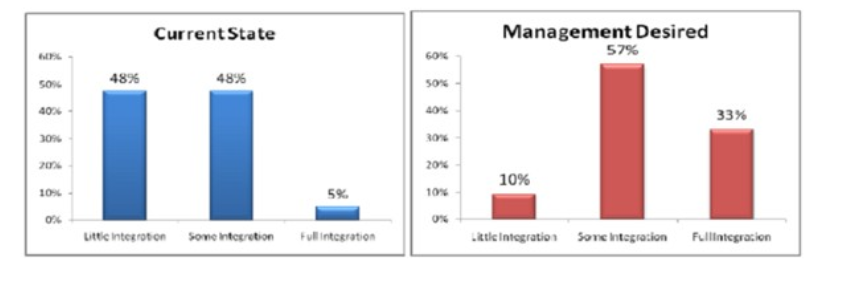 Current State
60%
50%
40%
30%
20%
10%
0%
48%
48%
5%
Little Integration
Some Integration
Full Integration
Management Desired
60%
50%
40%
30%
20%
10%
0%
10%
57%
33%
Little Integration
Some Integration
Full Integration